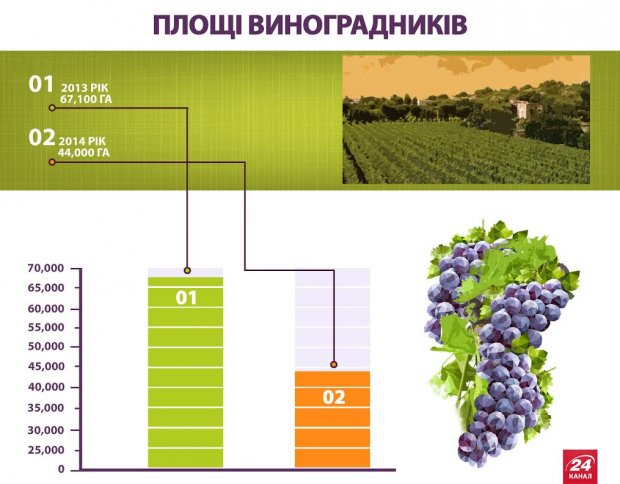 ПЛОЩІ ВИНОГРАДНИКІВ
01 2013 РІК
67,100 ГА
02 2014 РІК
44,000 ГА
70,000
65,000
60,000
55,000
50,000
45,000
40,000
35,000
30,000
25,000
0
01
02
24
КАНАЛ